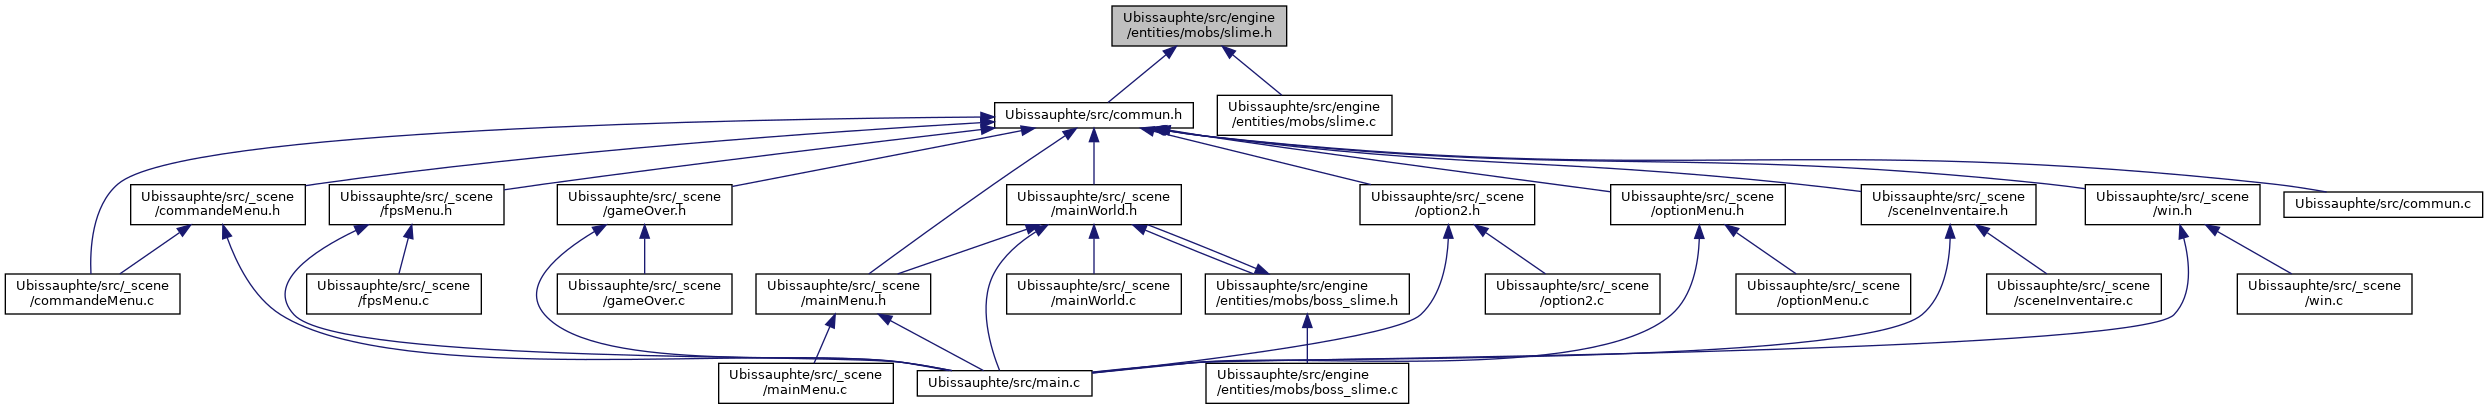 Ubissauphte/src/engine
/entities/mobs/slime.h
Ubissauphte/src/commun.h
Ubissauphte/src/engine
/entities/mobs/slime.c
Ubissauphte/src/_scene
/commandeMenu.h
Ubissauphte/src/_scene
/fpsMenu.h
Ubissauphte/src/_scene
/gameOver.h
Ubissauphte/src/_scene
/mainWorld.h
Ubissauphte/src/_scene
/option2.h
Ubissauphte/src/_scene
/optionMenu.h
Ubissauphte/src/_scene
/sceneInventaire.h
Ubissauphte/src/_scene
/win.h
Ubissauphte/src/commun.c
Ubissauphte/src/_scene
/commandeMenu.c
Ubissauphte/src/_scene
/fpsMenu.c
Ubissauphte/src/_scene
/gameOver.c
Ubissauphte/src/_scene
/mainMenu.h
Ubissauphte/src/_scene
/mainWorld.c
Ubissauphte/src/engine
/entities/mobs/boss_slime.h
Ubissauphte/src/_scene
/option2.c
Ubissauphte/src/_scene
/optionMenu.c
Ubissauphte/src/_scene
/sceneInventaire.c
Ubissauphte/src/_scene
/win.c
Ubissauphte/src/_scene
/mainMenu.c
Ubissauphte/src/main.c
Ubissauphte/src/engine
/entities/mobs/boss_slime.c